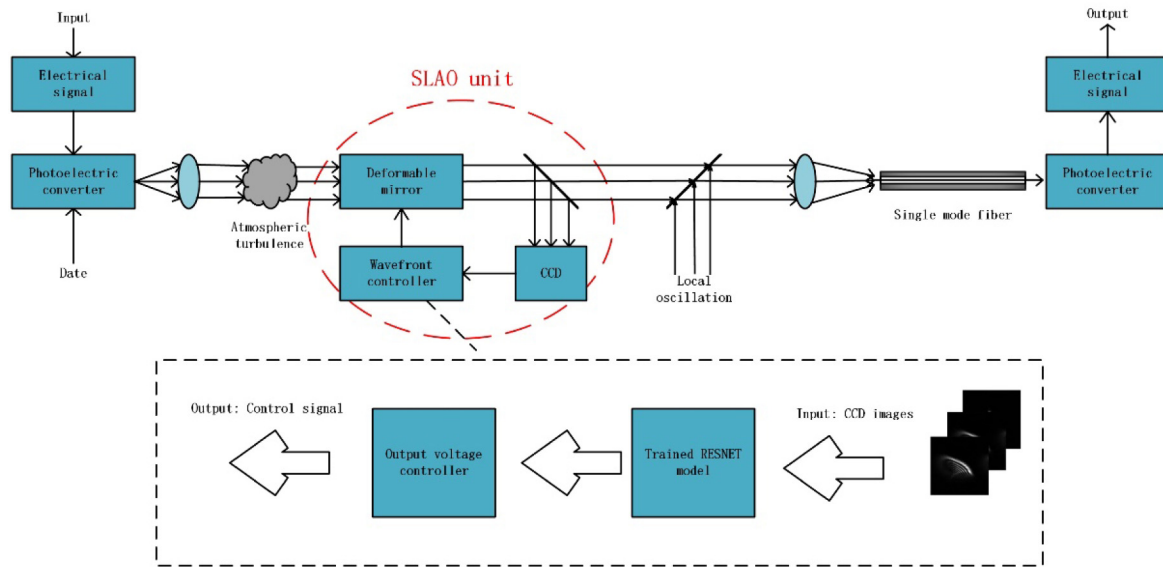 Input
Electrical
signal
Photoelectric
converter
Date
Atmospheric
turbulence
SLAO unit
Deformable
mirror
Wavefront
controller
CCD
Local
oscillation
Single mode fiber
Output
Electrical
signal
Photoelectric
converter
Output: Control signal
Output voltage
controller
Trained RESNET
model
Input: CCD images